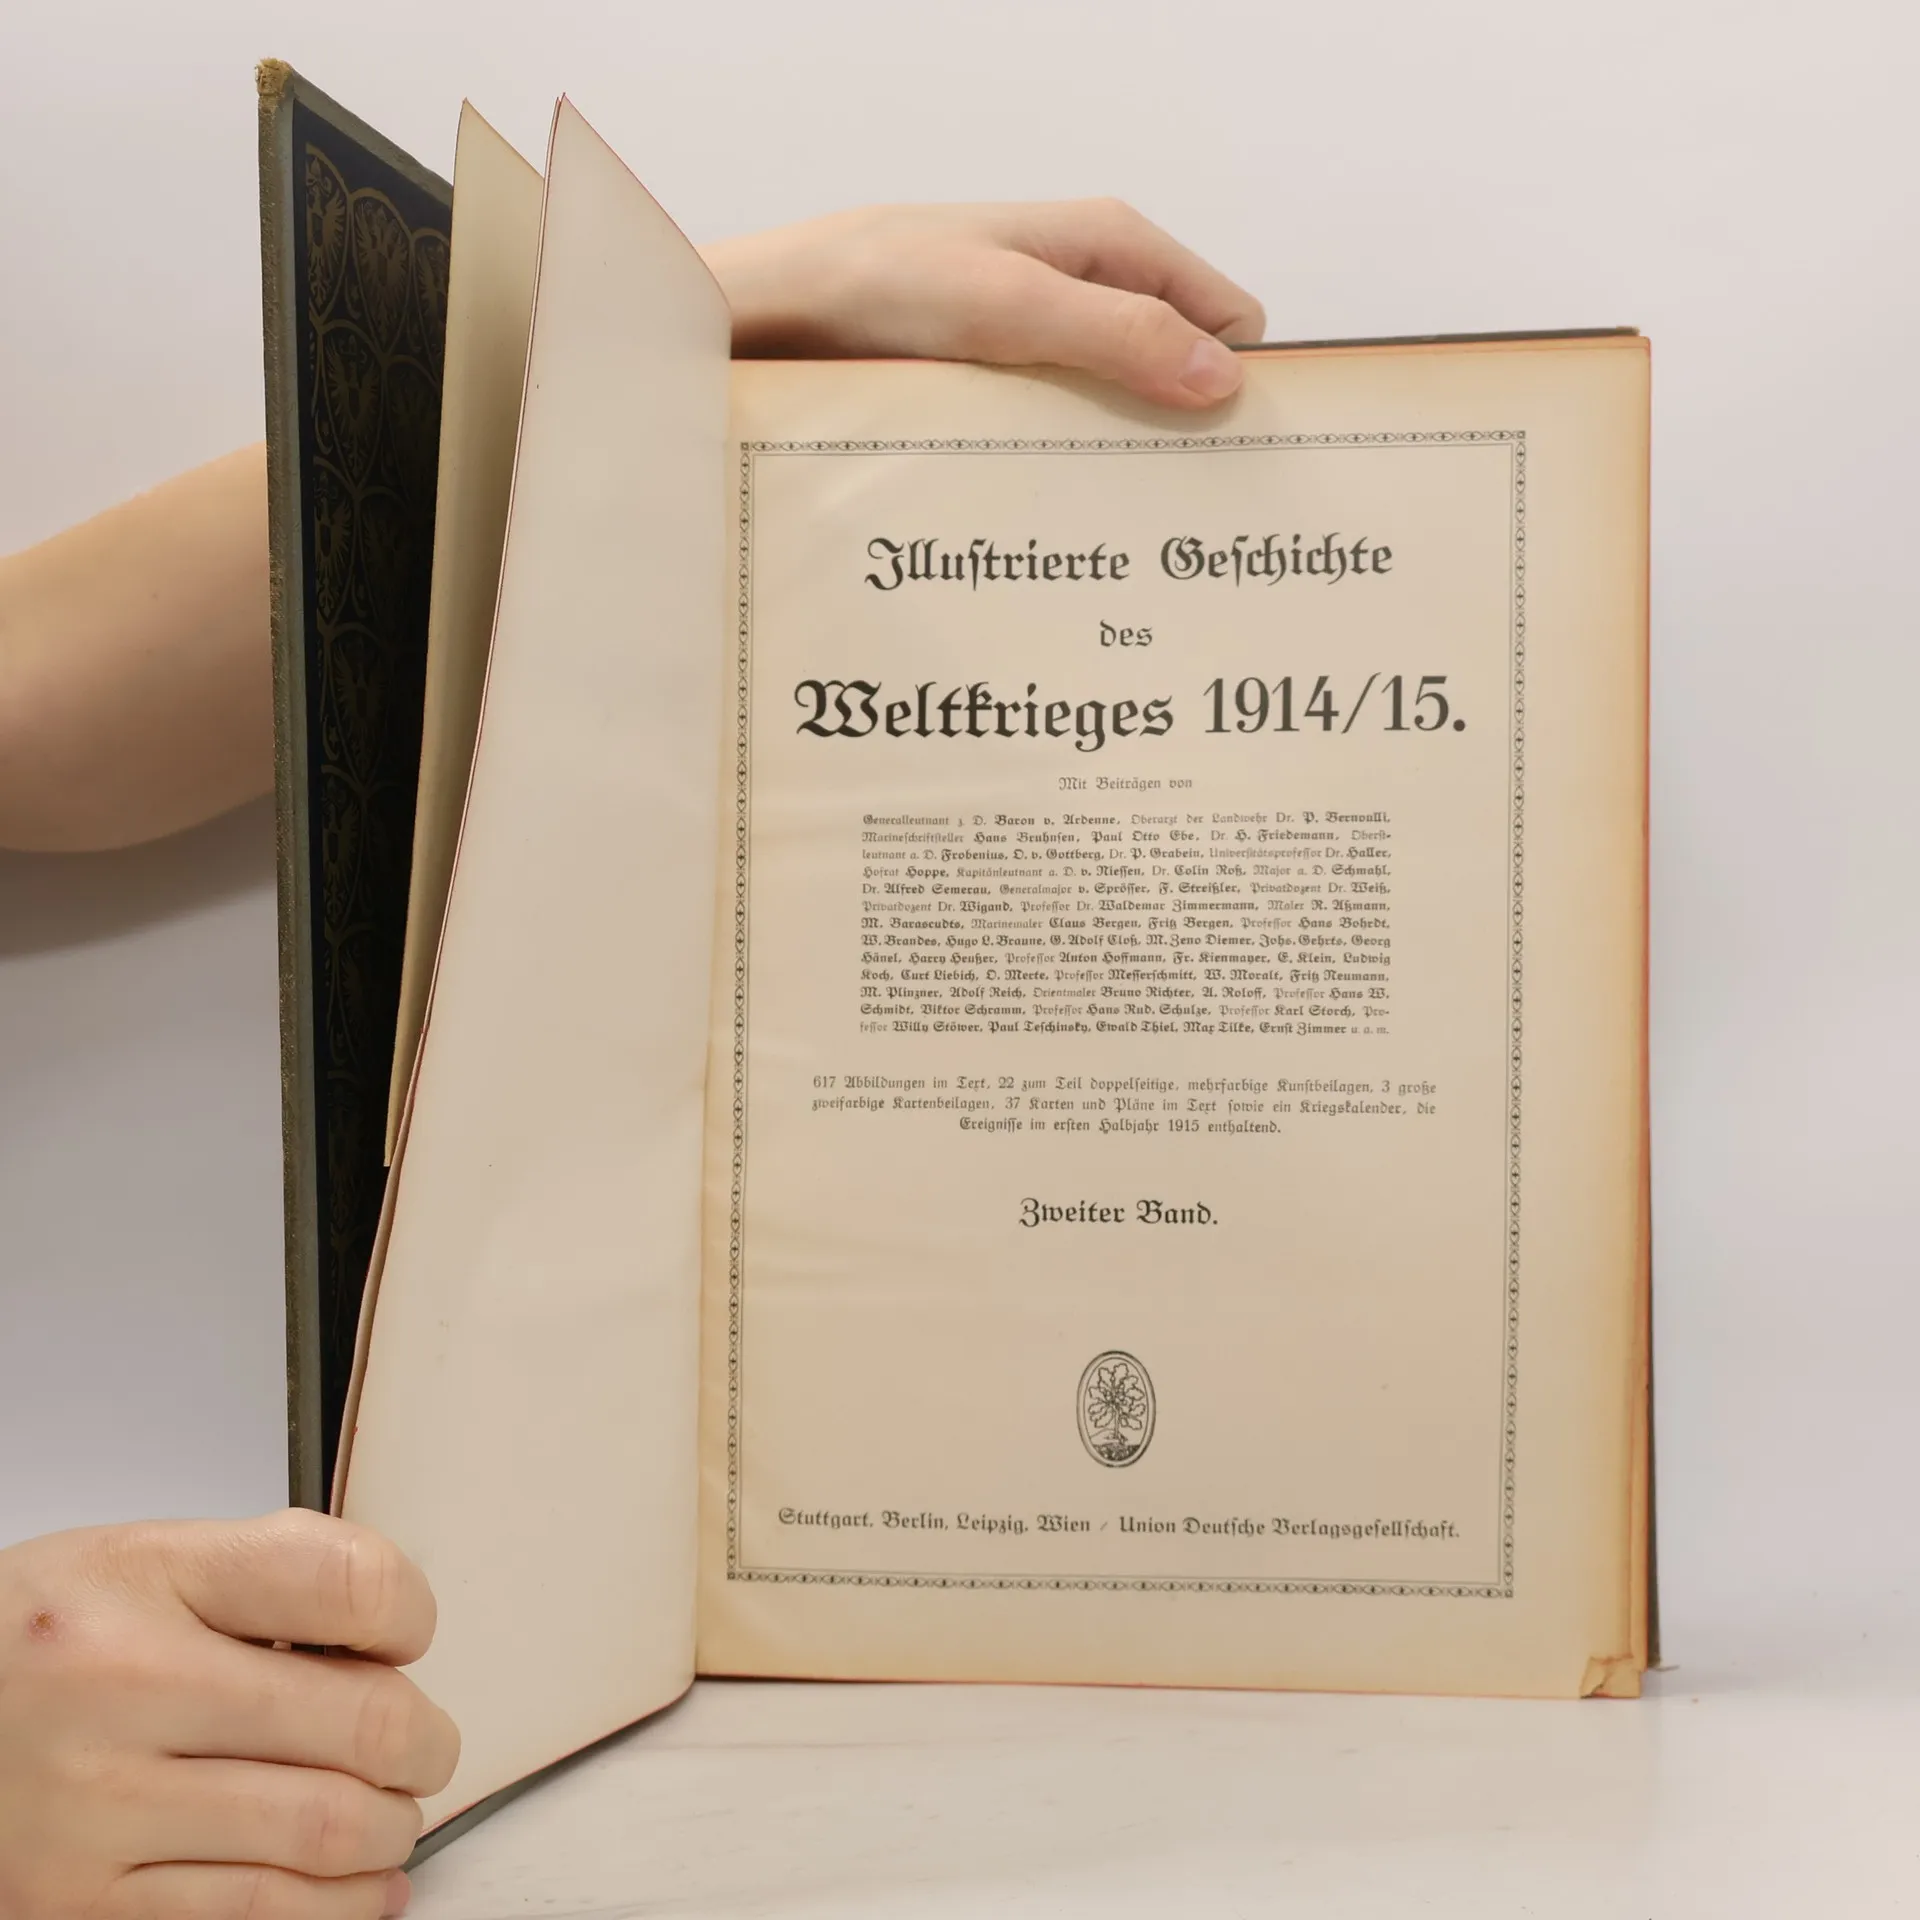 Illustrierte Geschichte
des
Weltkrieges 1914/15.
Mit Beiträgen von
Generalleutnant z. D. Baron v. Ardenne, Oberarzt der Landwehr Dr. P. Bernoulli,
Marineschriftsteller Hans Bruhnsen, Paul Otto Ebe, Dr. H. Friedemann, Oberst-
leutnant a. D. Frobenius, O. v. Gottberg, Dr. P. Grabein, Universitätsprofessor Dr. Haller,
Hofrat Hoppe, Kapitänleutnant a. D. v. Niessen, Dr. Colin Roß, Major a. D. Schmahl,
Dr. Alfred Semerau, Generalmajor v. Sprösser, F. Streißler, Privatdozent Dr. Weiß,
Privatdozent Dr. Wigand, Professor Dr. Waldemar Zimmermann, Maler R. Aßmann,
M. Barascudts, Marinemaler Claus Bergen, Fritz Bergen, Professor Hans Bohrdt,
W. Brandes, Hugo L. Braune, G. Adolf Cloß, M. Zeno Diemer, Johs. Gehrts, Georg
Hänel, Harry Heußer, Professor Anton Hoffmann, Fr. Kienmayer, E. Klein, Ludwig
Koch, Curt Liebich, O. Merte, Professor Messerschmitt, W. Moralt, Fritz Neumann,
M. Plinzner, Adolf Reich, Orientmaler Bruno Richter, A. Roloff, Professor Hans W.
Schmidt, Viktor Schramm, Professor Hans Rud. Schulze, Professor Karl Storch, Pro-
fessor Willy Stöwer, Paul Teschinsky, Ewald Thiel, Max Tilke, Ernst Zimmer u. a. m.
617 Abbildungen im Text, 22 zum Teil doppelseitige, mehrfarbige Kunstbeilagen, 3 große
zweifarbige Kartenbeilagen, 37 Karten und Pläne im Text sowie ein Kriegskalender, die
Ereignisse im ersten Halbjahr 1915 enthaltend.
Zweiter Band.
Stuttgart, Berlin, Leipzig, Wien / Union Deutsche Verlagsgesellschaft.